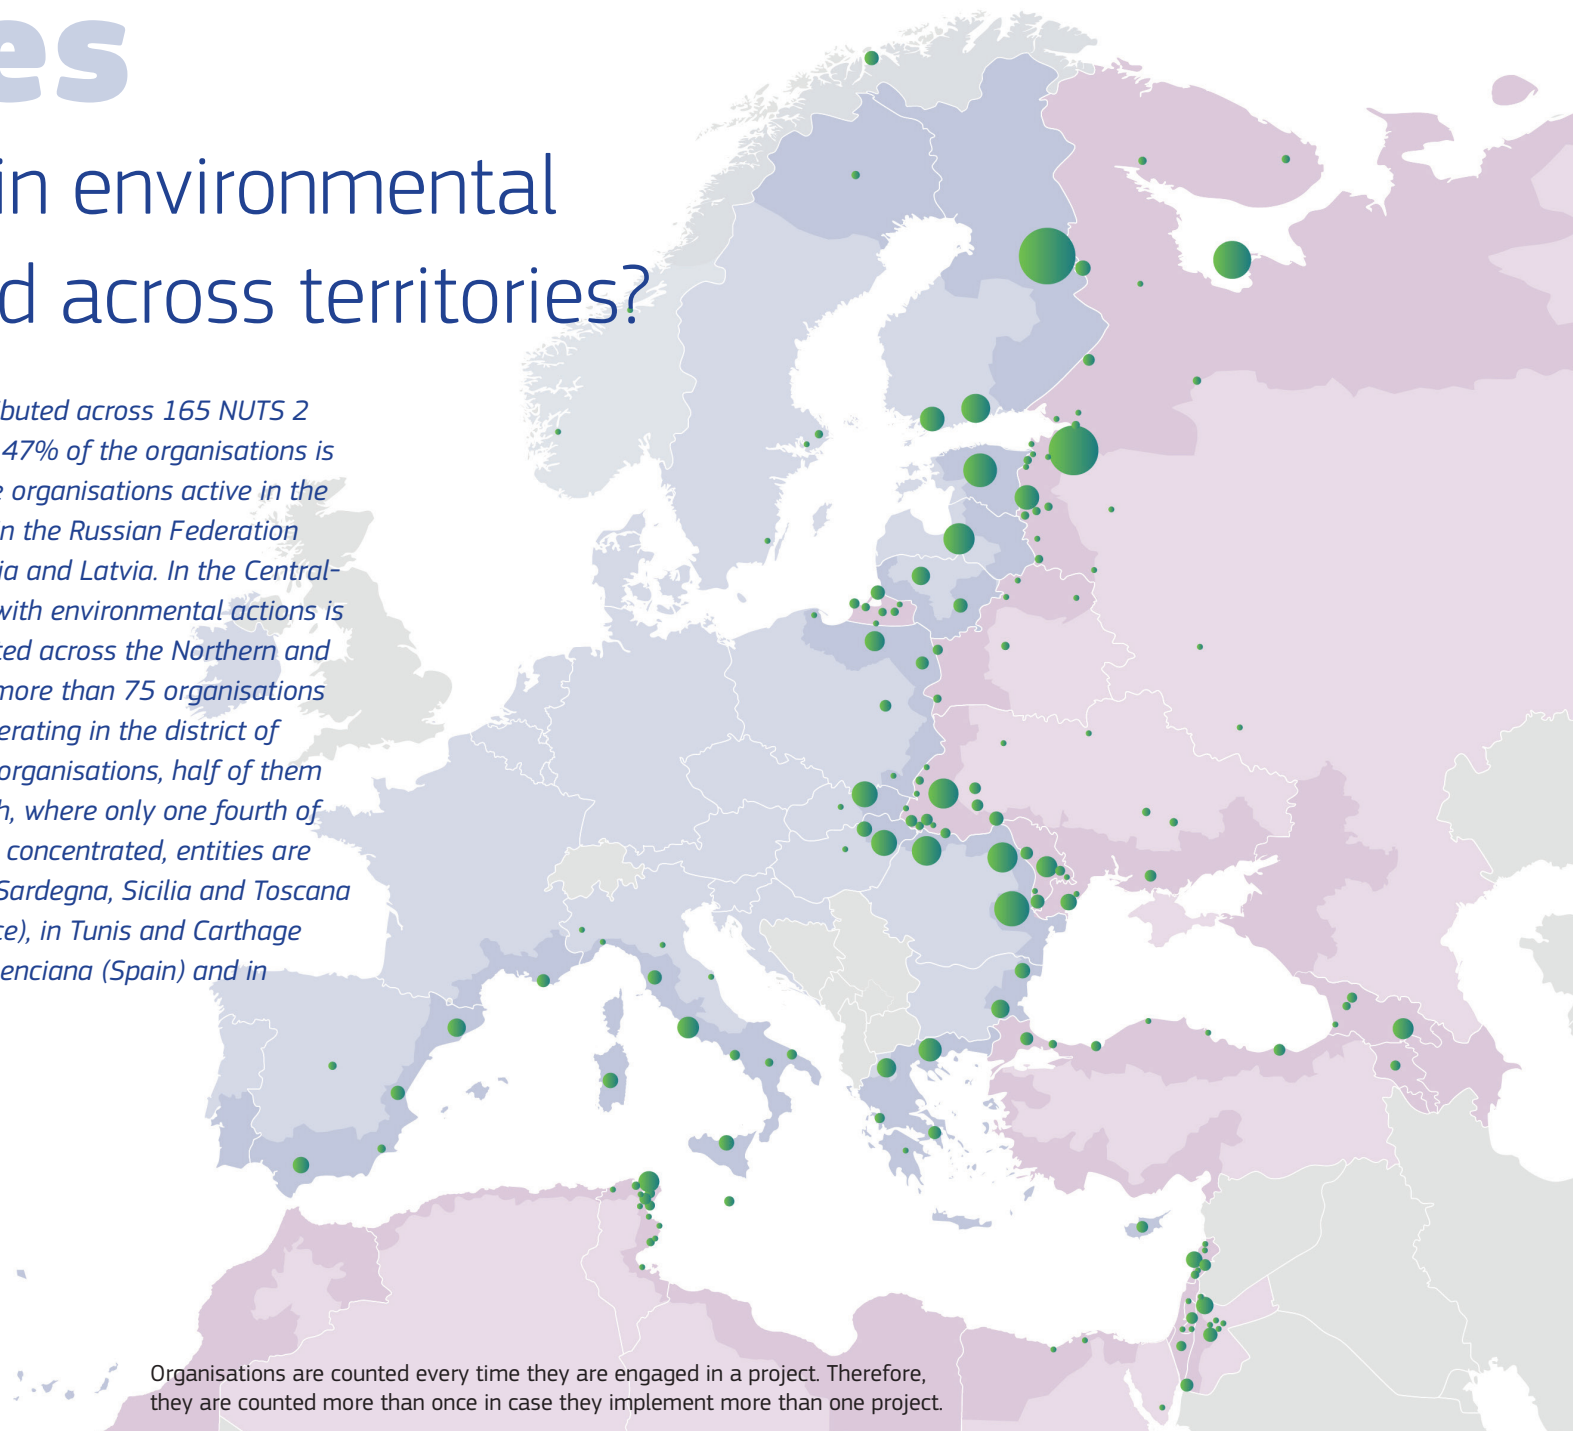 es
in environmental
d across territories?
buted across 165 NUTS 2
47% of the organisations is
e organisations active in the
n the Russian Federation
ia and Latvia. In the Central-
with environmental actions is
ted across the Northern and
more than 75 organisations
erating in the district of
organisations, half of them
h, where only one fourth of
concentrated, entities are
Sardegna, Sicilia and Toscana
ce), in Tunis and Carthage
enciana (Spain) and in
Organisations are counted every time they are engaged in a project. Therefore,
they are counted more than once in case they implement more than one project.